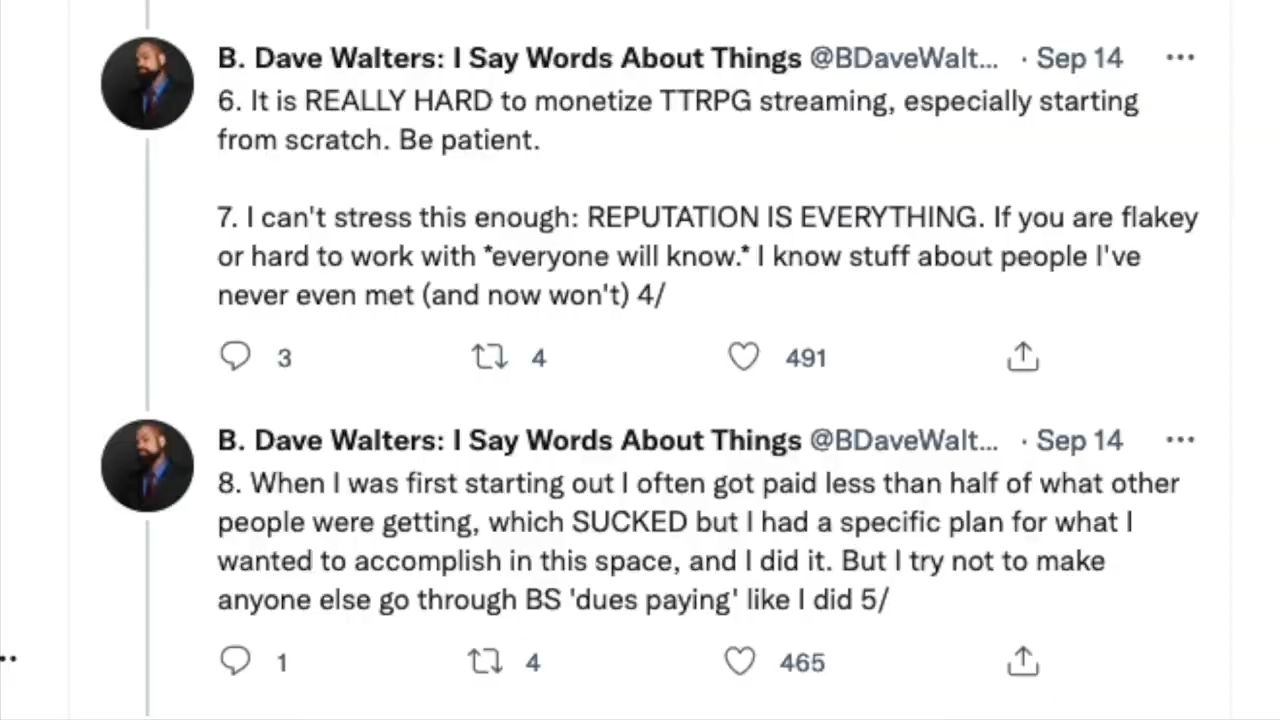 B. Dave Walters: I Say Words About Things @BDaveWalt... · Sep 14 ...
6. It is REALLY HARD to monetize TTRPG streaming, especially starting
from scratch. Be patient.
7. I can't stress this enough: REPUTATION IS EVERYTHING. If you are flakey
or hard to work with *everyone will know.* I know stuff about people I've
never even met (and now won't) 4/
3 4 491
B. Dave Walters: I Say Words About Things @BDaveWalt... · Sep 14 ...
8. When I was first starting out I often got paid less than half of what other
people were getting, which SUCKED but I had a specific plan for what I
wanted to accomplish in this space, and I did it. But I try not to make
anyone else go through BS 'dues paying' like I did 5/
1 4 465